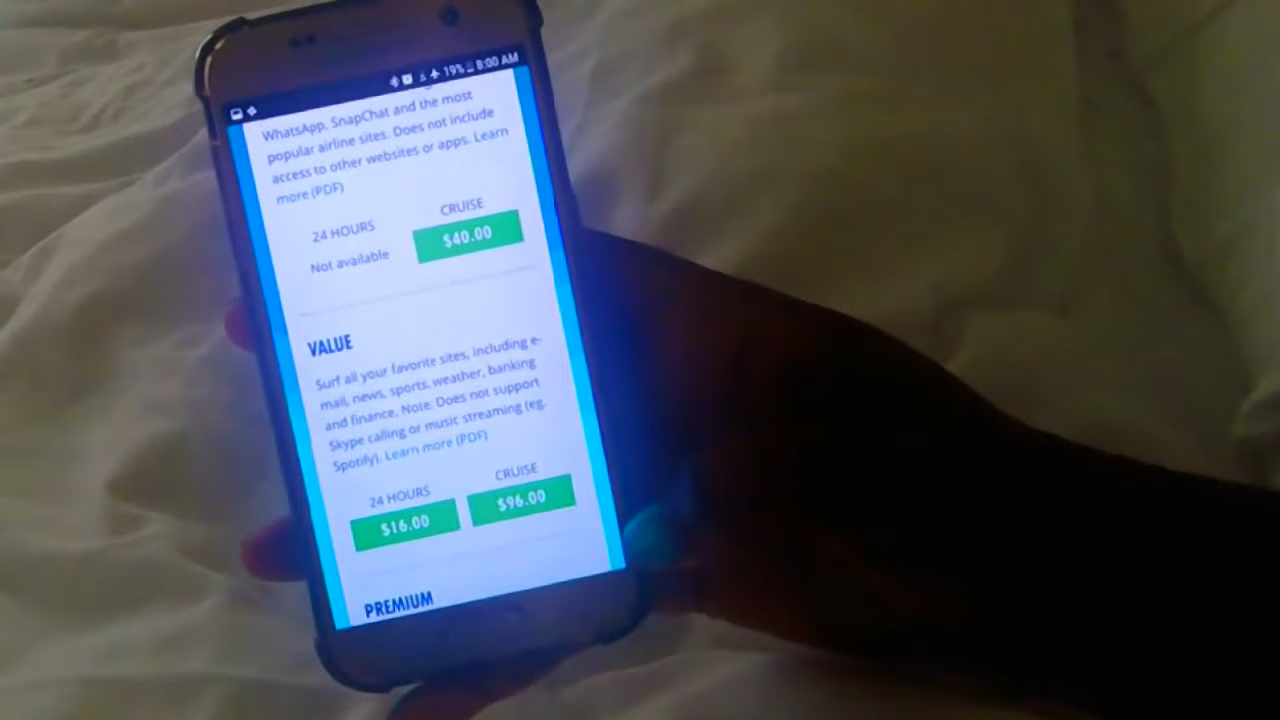 19% 8:00 AM
WhatsApp, SnapChat and the most
popular airline sites. Does not include
access to other websites or apps. Learn
more (PDF)
24 HOURS CRUISE
Not available $40.00
VALUE
Surf all your favorite sites, including e-
mail, news, sports, weather, banking
and finance. Note: Does not support
Skype calling or music streaming (eg.
Spotify). Learn more (PDF)
24 HOURS CRUISE
$16.00 $96.00
PREMIUM